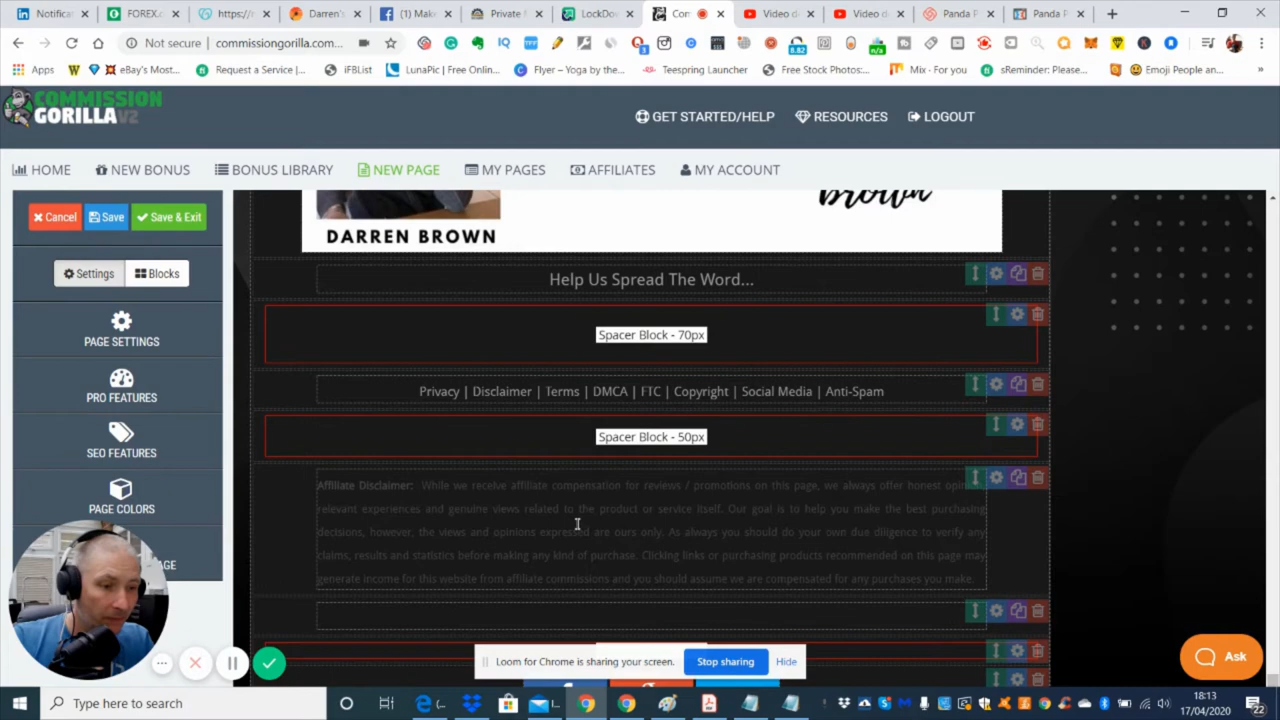 Notificat
FOREX.c
https://r
Darren's
(1) Mak
Private
LockDov
Con
Video d
Video d
Panda P
Panda P
Not secure | commissiongorilla.com...
Apps
eBay's Most...
Request a Service |...
iFBList
LunaPic | Free Onlin...
Flyer – Yoga by the...
Teespring Launcher
Free Stock Photos:...
Mix - For you
sReminder: Please...
Emoji People an...
COMMISSION
GORILLA V2
GET STARTED/HELP
RESOURCES
LOGOUT
HOME
NEW BONUS
BONUS LIBRARY
NEW PAGE
MY PAGES
AFFILIATES
MY ACCOUNT
Cancel
Save
Save & Exit
Settings
Blocks
PAGE SETTINGS
PRO FEATURES
SEO FEATURES
PAGE COLORS
AGE
brown
DARREN BROWN
Help Us Spread The Word...
Spacer Block - 70px
Privacy | Disclaimer | Terms | DMCA | FTC | Copyright | Social Media | Anti-Spam
Spacer Block - 50px
Affiliate Disclaimer: While we receive affiliate compensation for reviews / promotions on this page, we always offer honest opin
relevant experiences and genuine views related to the product or service itself. Our goal is to help you make the best purchasing
decisions, however, the views and opinions expressed are ours only. As always you should do your own due diligence to verify any
claims, results and statistics before making any kind of purchase. Clicking links or purchasing products recommended on this page may
generate income for this website from affiliate commissions and you should assume we are compensated for any purchases you make.
Loom for Chrome is sharing your screen.
Stop sharing
Hide
Ask
Type here to search
18:13
17/04/2020
22